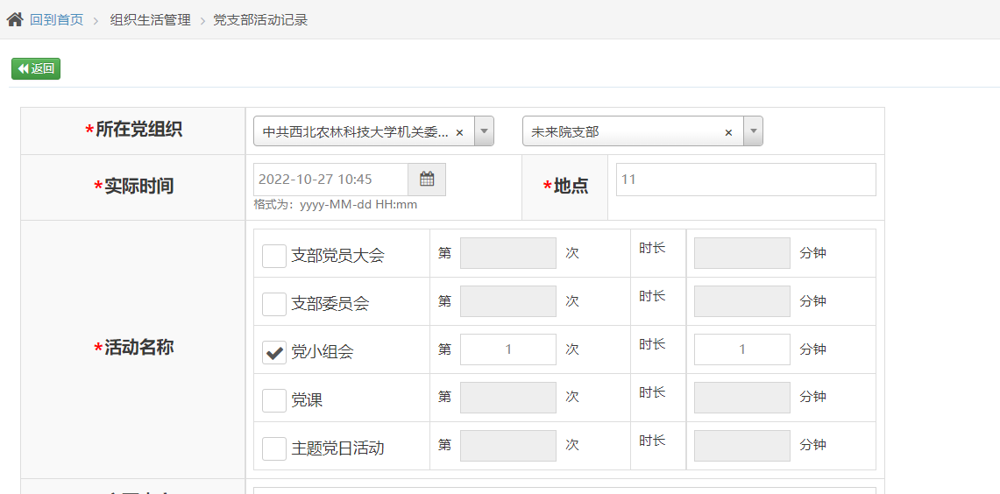 回到首页 > 组织生活管理 > 党支部活动记录
返回
*所在党组织 中共西北农林科技大学机关委... × 未来院支部 ×
*实际时间 2022-10-27 10:45 *地点 11
格式为：yyyy-MM-dd HH:mm
*活动名称
支部党员大会 第 次 时长 分钟
支部委员会 第 次 时长 分钟
党小组会 第 1 次 时长 1 分钟
党课 第 次 时长 分钟
主题党日活动 第 次 时长 分钟